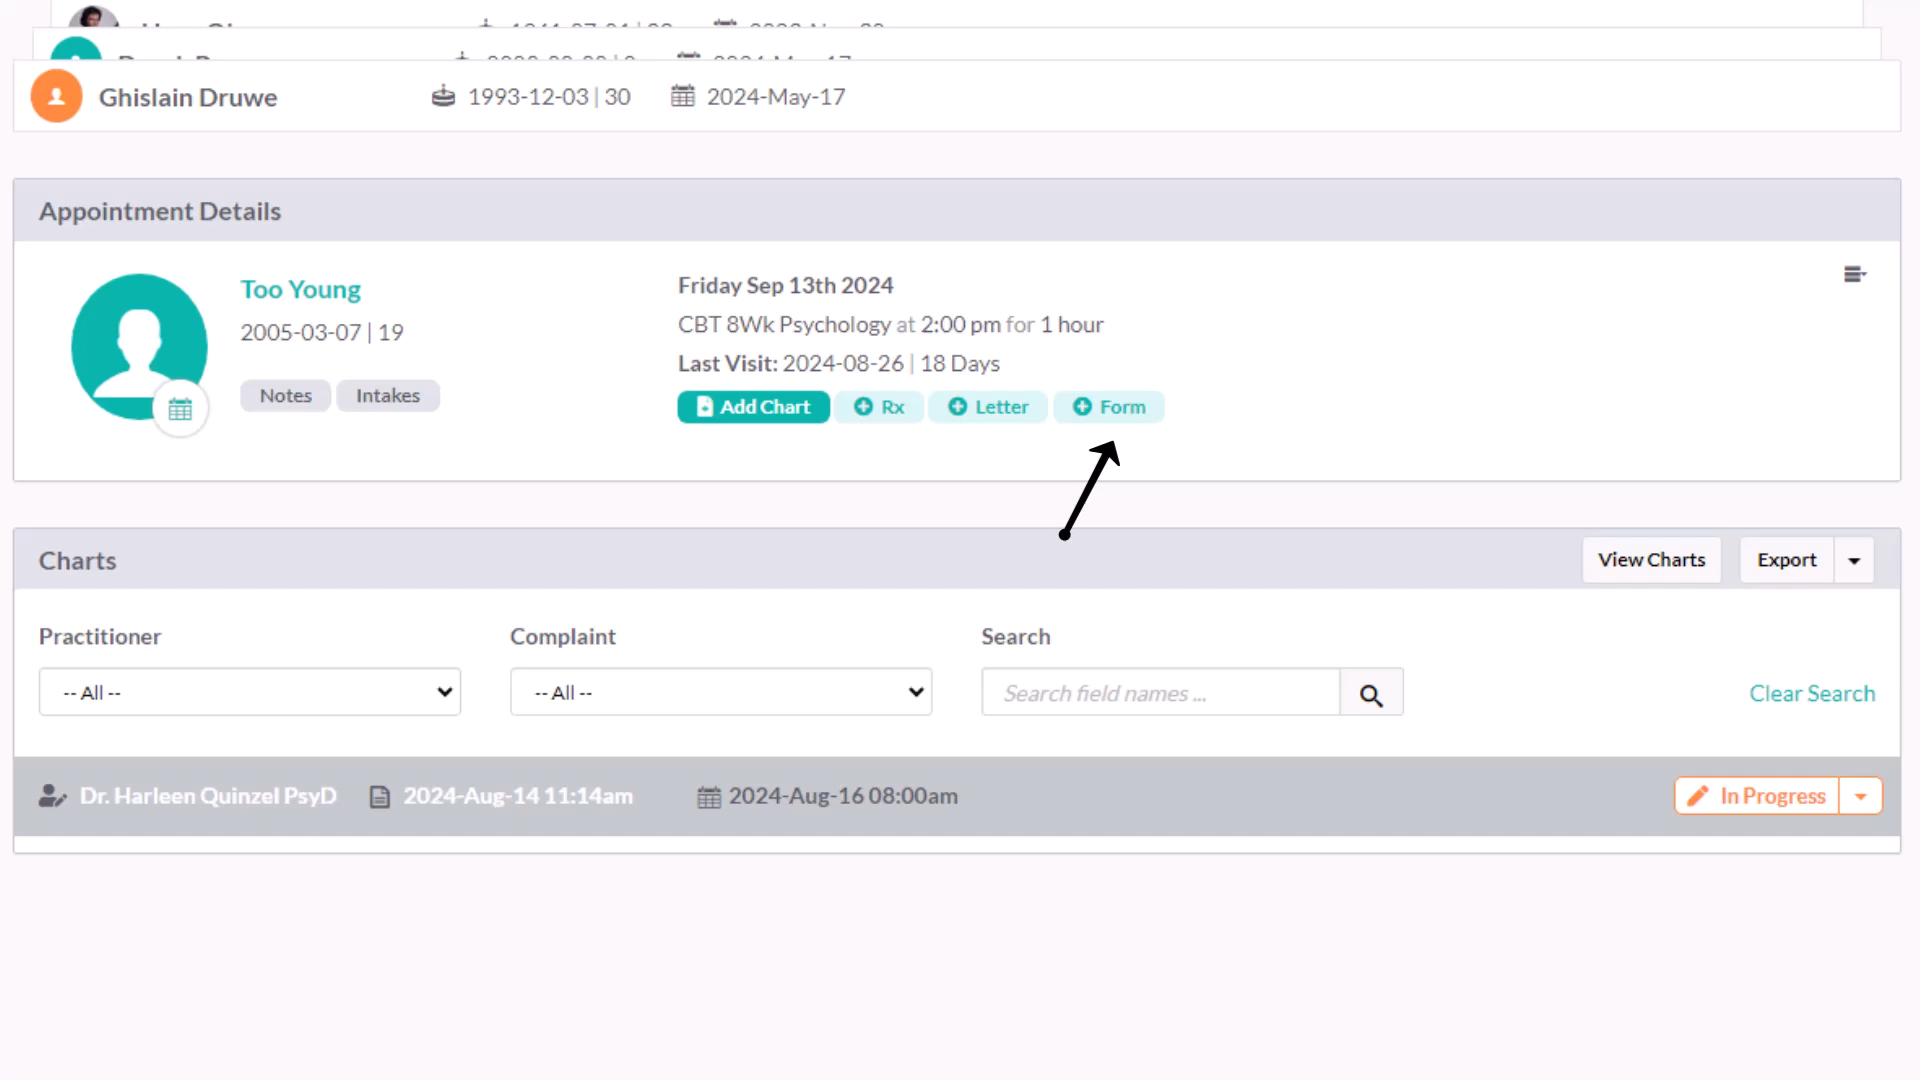 Ghislain Druwe 1993-12-03 | 30 2024-May-17
Appointment Details
Too Young
2005-03-07 | 19
Notes Intakes
Friday Sep 13th 2024
CBT 8Wk Psychology at 2:00 pm for 1 hour
Last Visit: 2024-08-26 | 18 Days
Add Chart Rx Letter Form
Charts View Charts Export
Practitioner Complaint Search
-- All -- -- All -- Search field names ... Clear Search
Dr. Harleen Quinzel PsyD 2024-Aug-14 11:14am 2024-Aug-16 08:00am In Progress